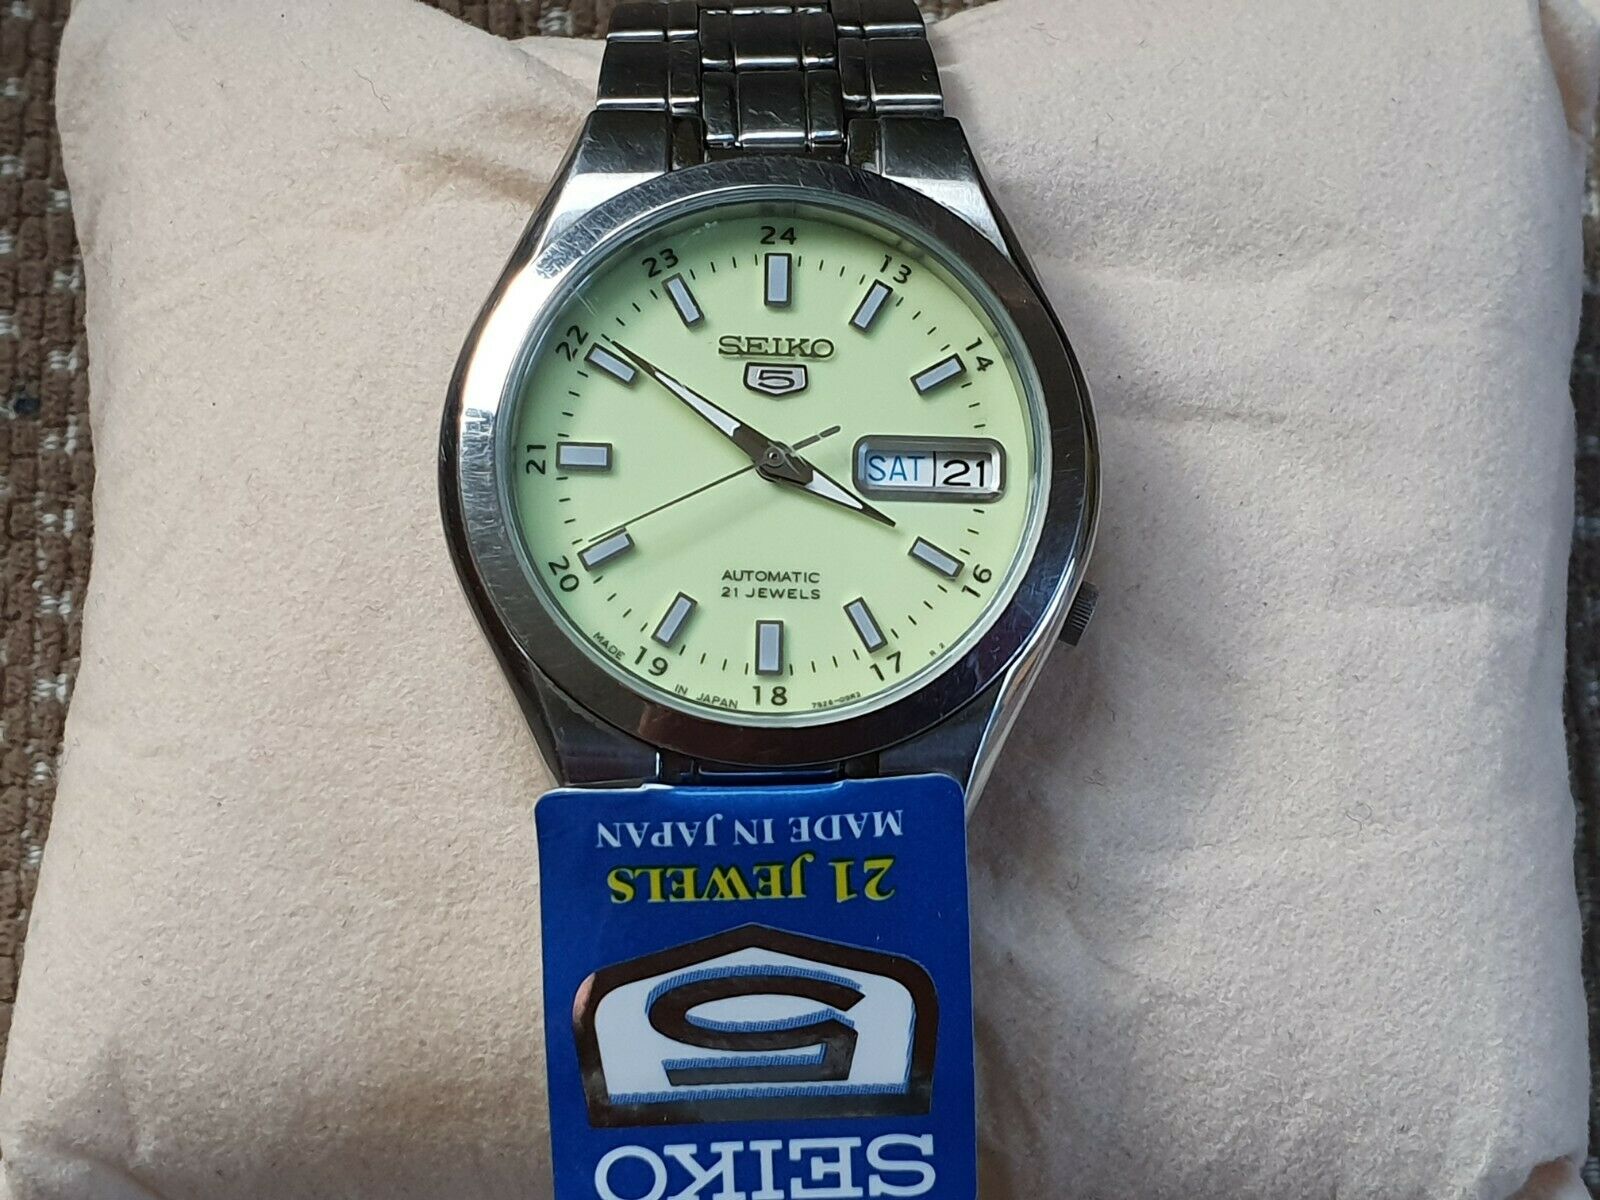 24
23
13
22
14
SEIKO
5
21
SAT 21
20
16
AUTOMATIC
21 JEWELS
19
17
18
MADE IN JAPAN
R 2
MADE IN JAPAN
21 JEWELS
5
SEIKO